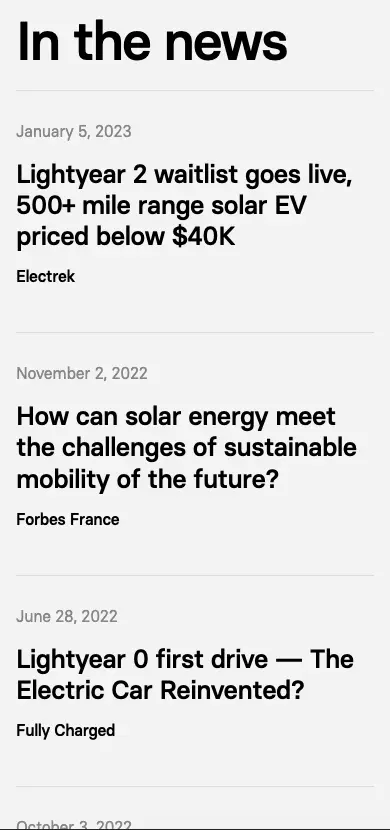 In the news
January 5, 2023
Lightyear 2 waitlist goes live,
500+ mile range solar EV
priced below $40K
Electrek
November 2, 2022
How can solar energy meet
the challenges of sustainable
mobility of the future?
Forbes France
June 28, 2022
Lightyear 0 first drive — The
Electric Car Reinvented?
Fully Charged
October 3, 2022